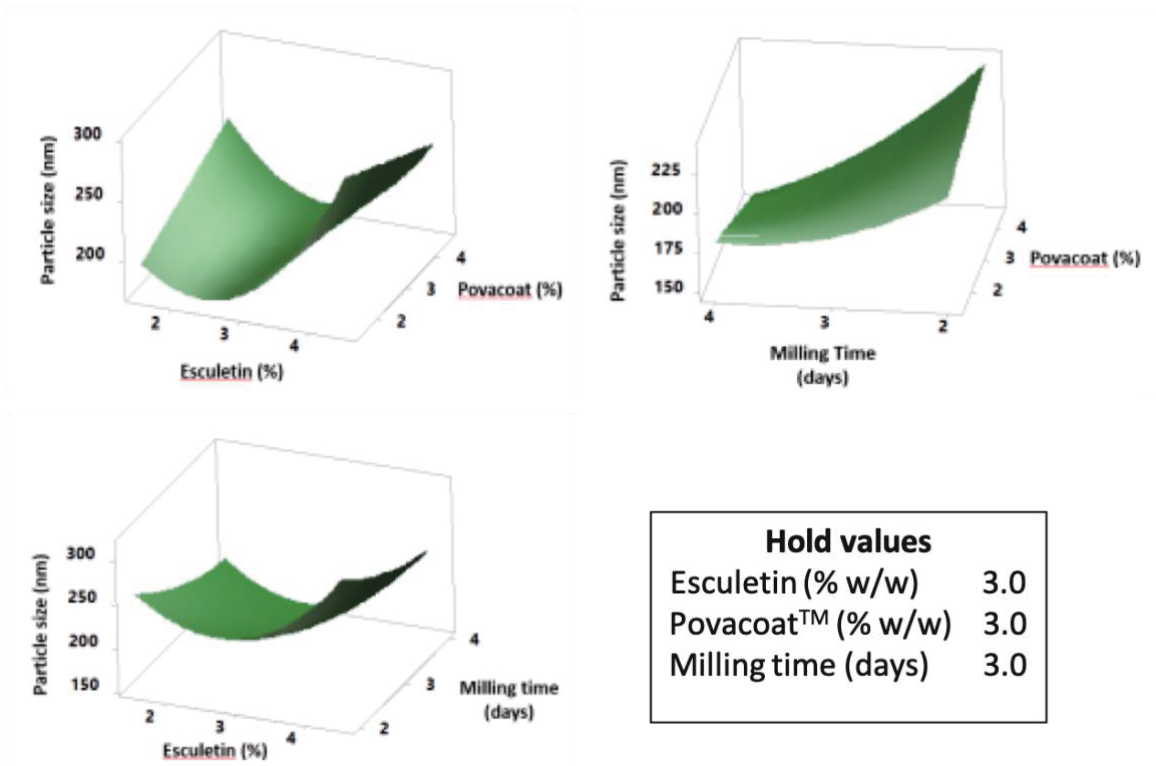 Particle size (nm)
300
250
200
2
3
4
Esculetin (%)
2
3
4
Povacoat (%)
Particle size (nm)
225
200
175
150
4
3
2
Milling Time
(days)
2
3
4
Povacoat (%)
Particle size (nm)
300
250
200
150
2
3
4
Esculetin (%)
2
3
4
Milling time
(days)
Hold values
Esculetin (% w/w) 3.0
Povacoat™ (% w/w) 3.0
Milling time (days) 3.0